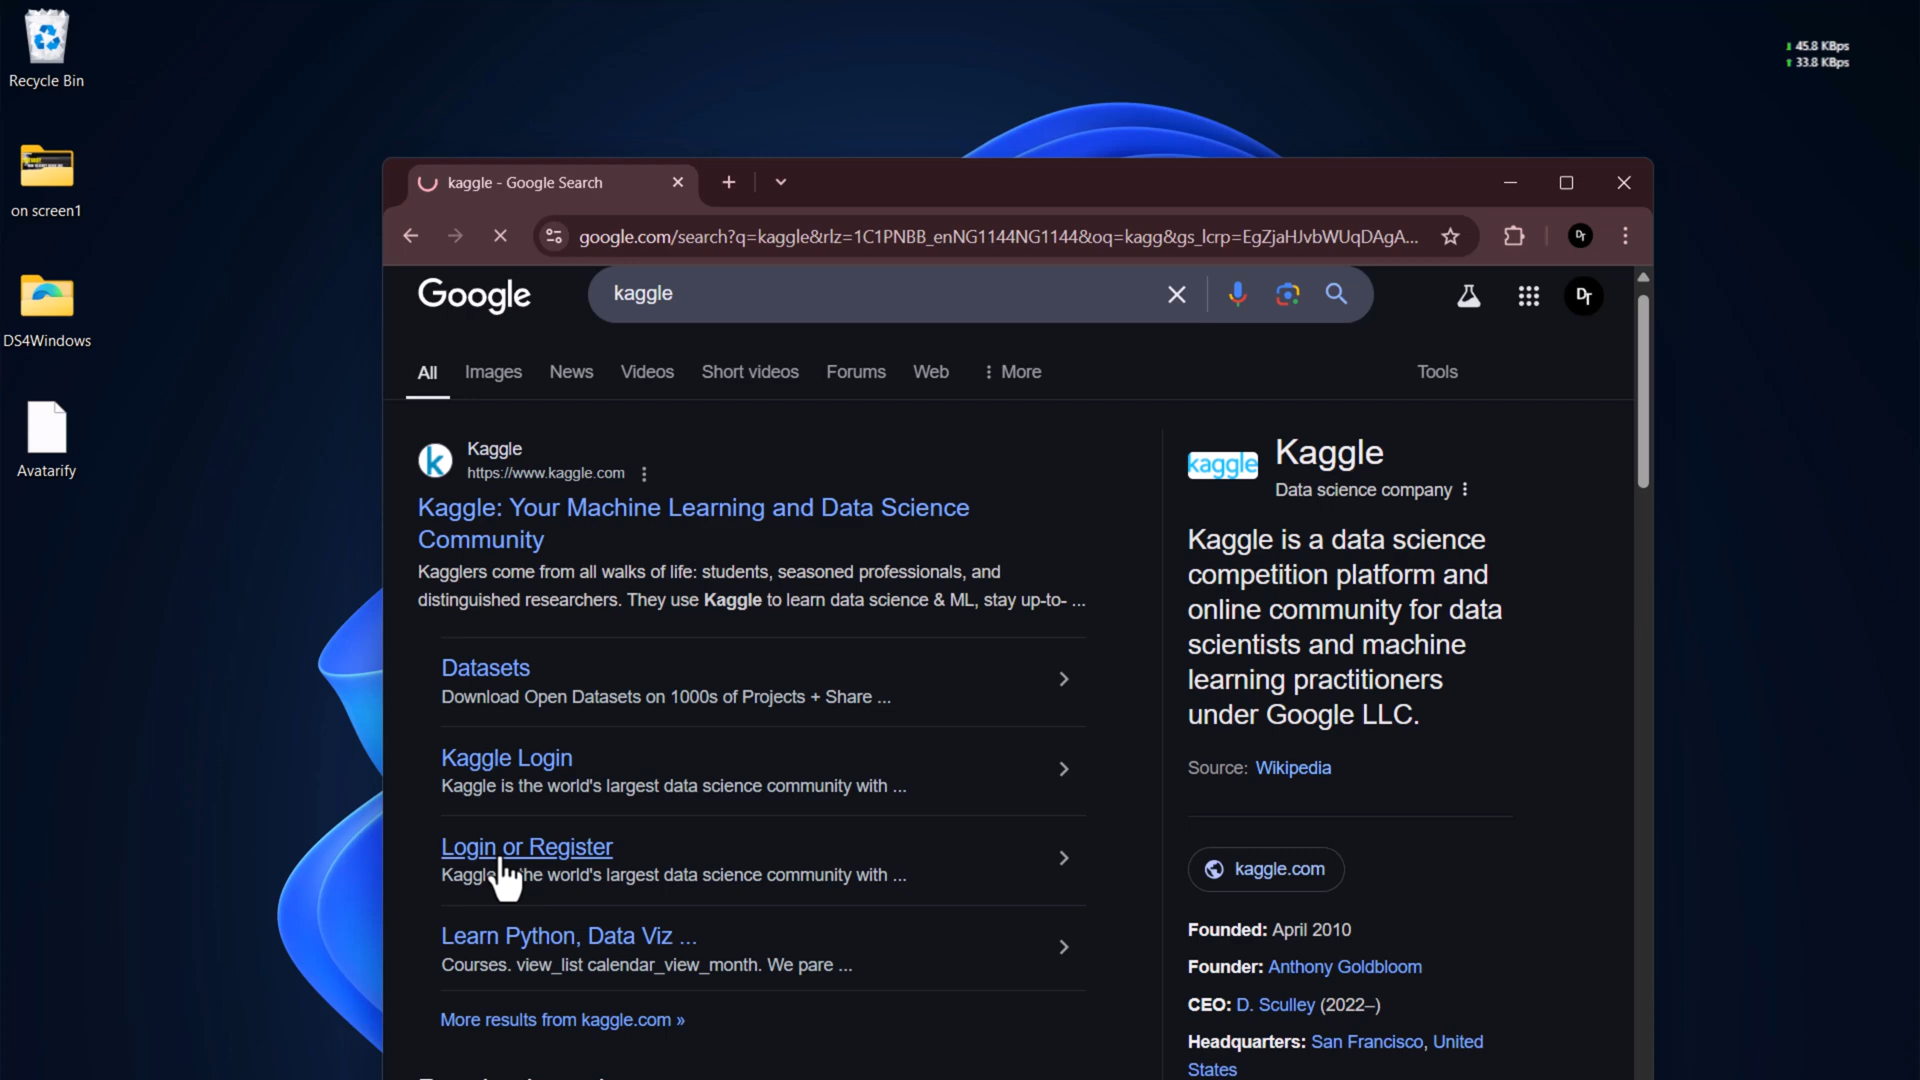 Recycle Bin
on screen1
DS4Windows
Avatarify
45.8 KBps
33.8 KBps
kaggle - Google Search
google.com/search?q=kaggle&rlz=1C1PNBB_enNG1144NG1144&oq=kagg&gs_lcrp=EgZjaHJvbWUqDAgA...
Google
kaggle
All Images News Videos Short videos Forums Web More Tools
Kaggle
https://www.kaggle.com
Kaggle: Your Machine Learning and Data Science
Community
Kagglers come from all walks of life: students, seasoned professionals, and
distinguished researchers. They use Kaggle to learn data science & ML, stay up-to- ...
Datasets
Download Open Datasets on 1000s of Projects + Share ...
Kaggle Login
Kaggle is the world's largest data science community with ...
Login or Register
Kaggle the world's largest data science community with ...
Learn Python, Data Viz ...
Courses. view_list calendar_view_month. We pare ...
More results from kaggle.com »
kaggle
Kaggle
Data science company
Kaggle is a data science
competition platform and
online community for data
scientists and machine
learning practitioners
under Google LLC.
Source: Wikipedia
kaggle.com
Founded: April 2010
Founder: Anthony Goldbloom
CEO: D. Sculley (2022–)
Headquarters: San Francisco, United
States